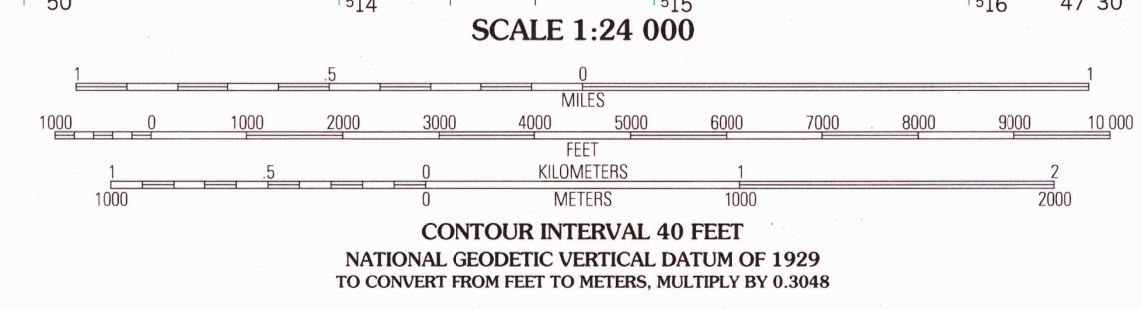 50 ⁵14 ⁵15 ⁵16 47 30
SCALE 1:24 000
1 .5 0 1
MILES
1000 0 1000 2000 3000 4000 5000 6000 7000 8000 9000 10 000
FEET
1 .5 0 KILOMETERS 1 2
1000 0 METERS 1000 2000
CONTOUR INTERVAL 40 FEET
NATIONAL GEODETIC VERTICAL DATUM OF 1929
TO CONVERT FROM FEET TO METERS, MULTIPLY BY 0.3048